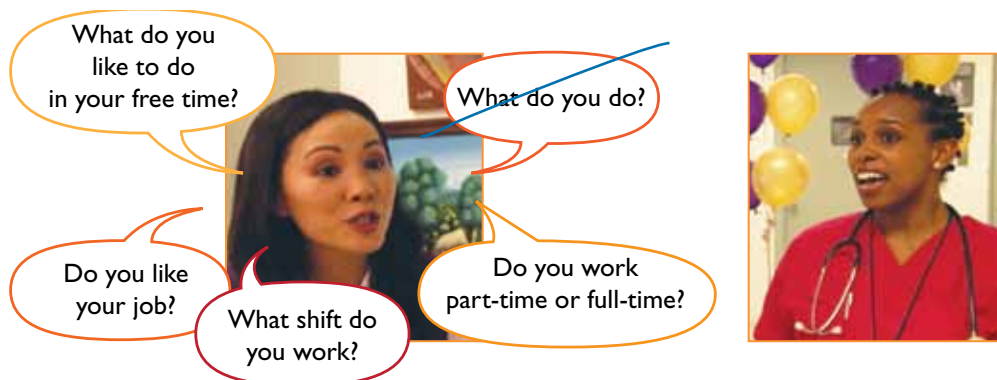 What do you
like to do
in your free time?
What do you do?
Do you like
your job?
What shift do
you work?
Do you work
part-time or full-time?